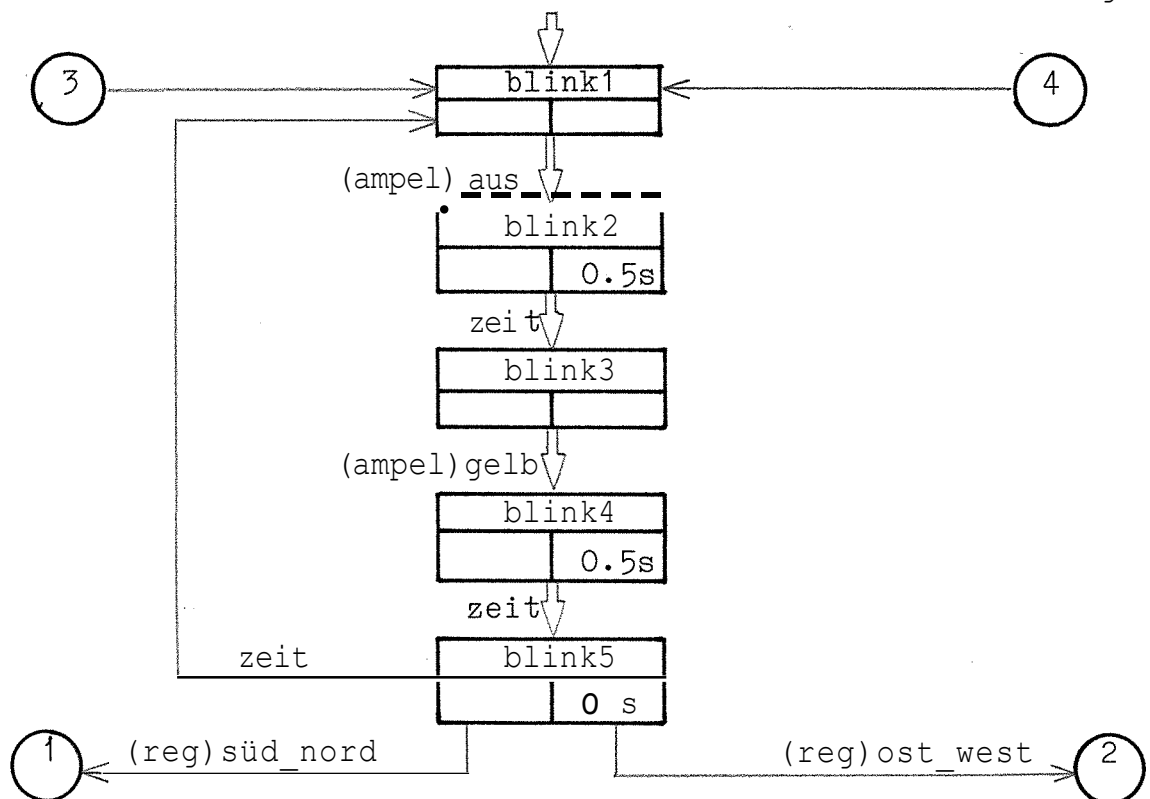 3
blink1
4
(ampel) aus
blink2
0.5s
zeit
blink3
(ampel)gelb
blink4
0.5s
zeit
zeit
blink5
0 s
1
(reg)süd_nord
(reg)ost_west
2